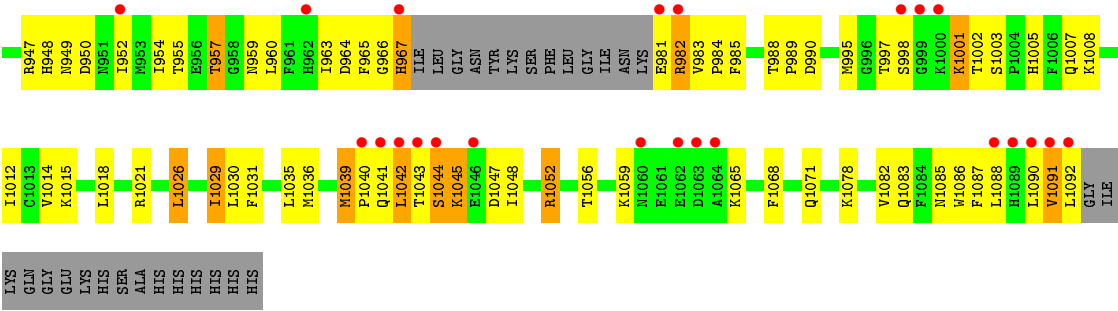 R947 H948 N949 D950 N951 I952 M953 I954 T955 E956 T957 G958 N959 L960 F961 H962 I963 D964 F965 G966 H967 ILE LEU GLY ASN TYR LYS SER PHE LEU GLY ILE ASN LYS E981 R982 V983 P984 F985 T988 P989 D990 M995 G996 T997 S998 G999 K1000 K1001 T1002 S1003 P1004 H1005 F1006 Q1007 K1008
I1012 C1013 V1014 K1015 L1018 R1021 L1026 I1029 L1030 F1031 L1035 M1036 M1039 P1040 Q1041 L1042 T1043 S1044 K1045 E1046 D1047 I1048 R1052 T1056 K1059 N1060 E1061 E1062 D1063 A1064 K1065 F1068 Q1071 K1078 V1082 Q1083 F1084 N1085 W1086 F1087 L1088 H1089 L1090 V1091 L1092 GLY ILE
LYS GLN GLY GLU LYS HIS SER ALA HIS HIS HIS HIS HIS HIS